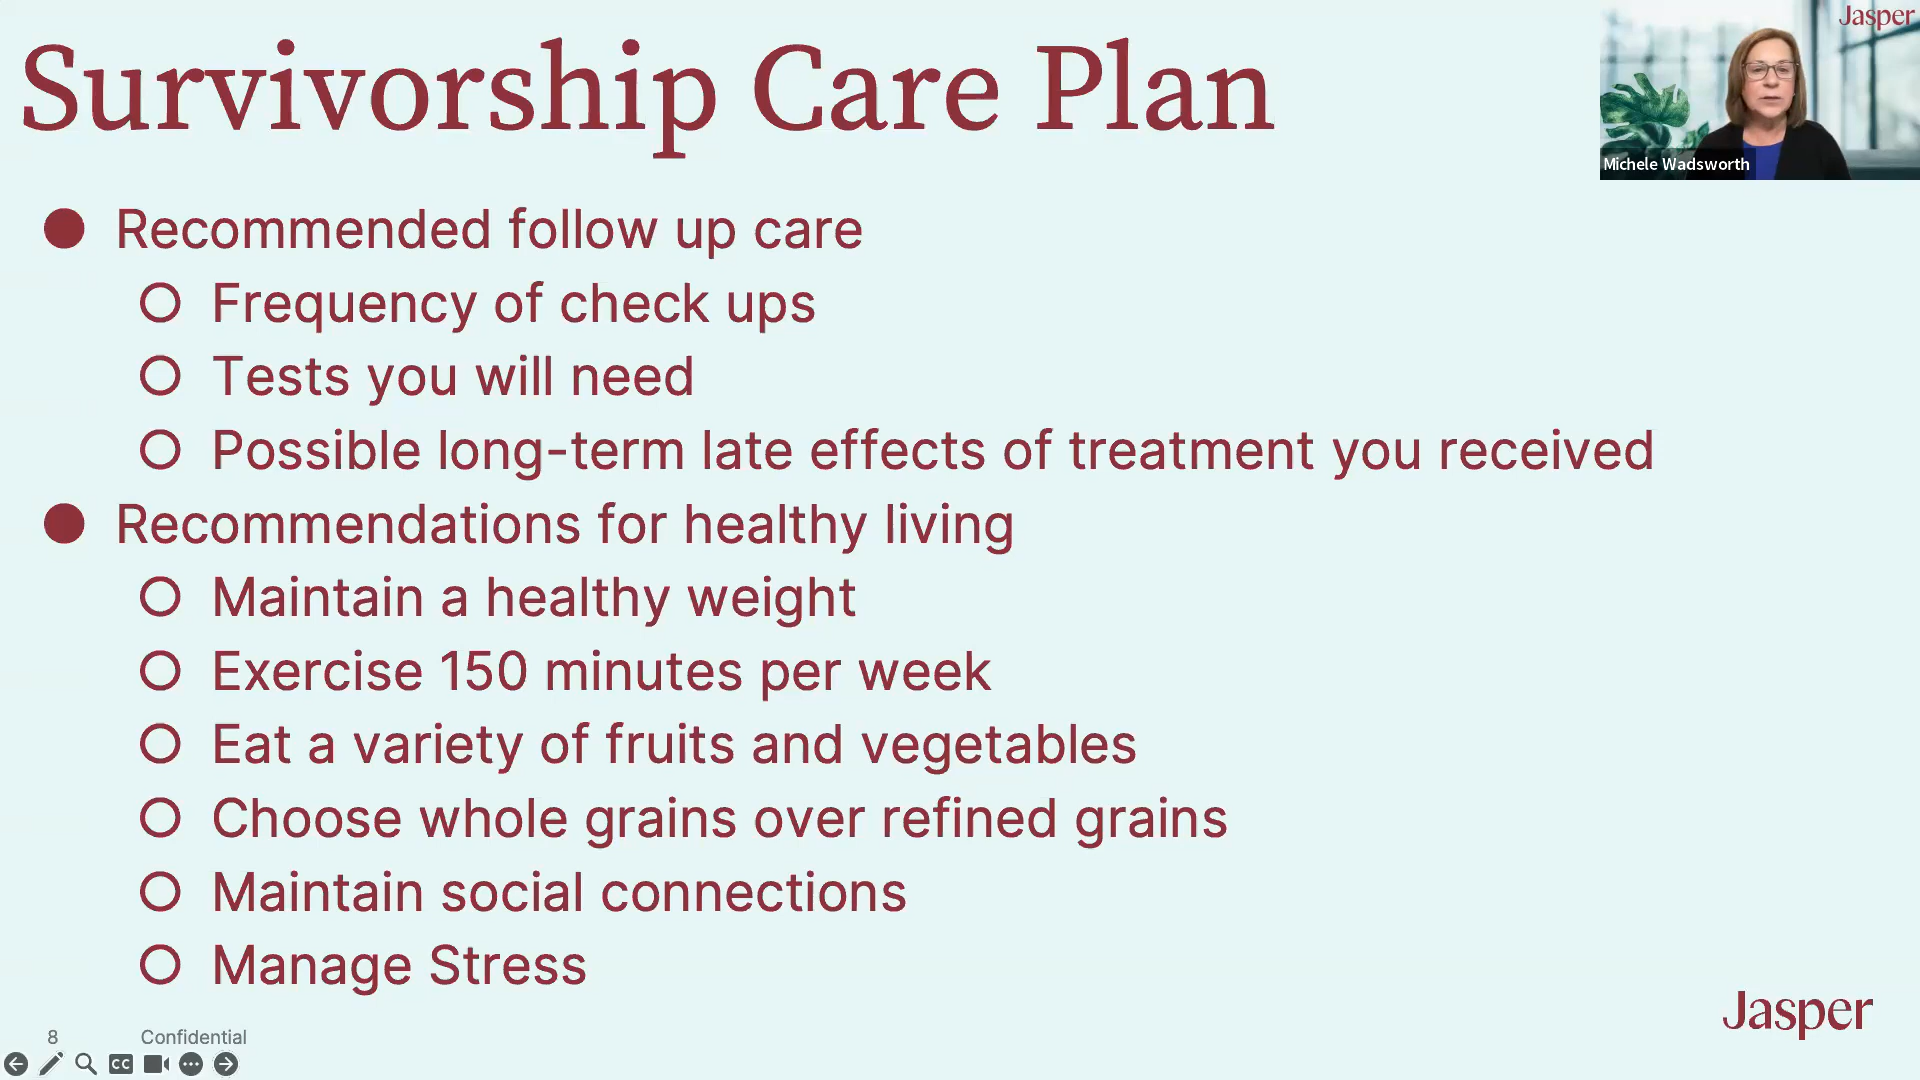 Survivorship Care Plan
Jasper
Michele Wadsworth
Recommended follow up care
Frequency of check ups
Tests you will need
Possible long-term late effects of treatment you received
Recommendations for healthy living
Maintain a healthy weight
Exercise 150 minutes per week
Eat a variety of fruits and vegetables
Choose whole grains over refined grains
Maintain social connections
Manage Stress
Jasper
8 Confidential
CC